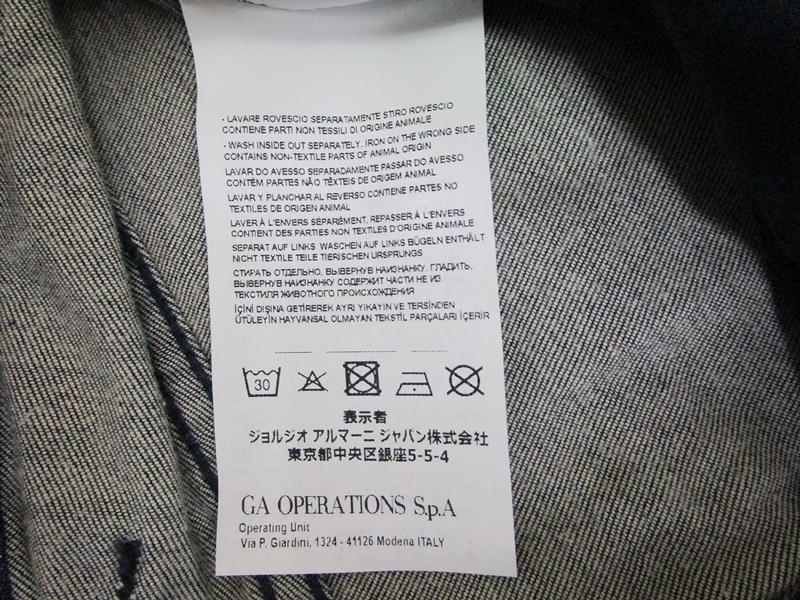 - LAVARE ROVESCIO SEPARATAMENTE STIRO ROVESCIO
CONTIENE PARTI NON TESSILI DI ORIGINE ANIMALE
- WASH INSIDE OUT SEPARATELY. IRON ON THE WRONG SIDE
CONTAINS NON-TEXTILE PARTS OF ANIMAL ORIGIN
LAVAR DO AVESSO SEPARADAMENTE PASSAR DO AVESSO
CONTÉM PARTES NÃO TÊXTEIS DE ORIGEM ANIMAL
LAVAR Y PLANCHAR AL REVERSO CONTIENE PARTES NO
TEXTILES DE ORIGEN ANIMAL
LAVER À L'ENVERS SÉPARÉMENT, REPASSER À L'ENVERS
CONTIENT DES PARTIES NON TEXTILES D'ORIGINE ANIMALE
SEPARAT AUF LINKS WASCHEN AUF LINKS BÜGELN ENTHÄLT
NICHT TEXTILE TEILE TIERISCHEN URSPRUNGS
СТИРАТЬ ОТДЕЛЬНО, ВЫВЕРНУВ НАИЗНАНКУ. ГЛАДИТЬ,
ВЫВЕРНУВ НАИЗНАНКУ СОДЕРЖИТ ЧАСТИ НЕ ИЗ
ТЕКСТИЛЯ ЖИВОТНОГО ПРОИСХОЖДЕНИЯ
İÇİNİ DIŞINA GETİREREK AYRI YIKAYIN VE TERSİNDEN
ÜTÜLEYİN HAYVANSAL OLMAYAN TEKSTİL PARÇALARI İÇERİR
30
表示者
ジョルジオ アルマーニ ジャパン株式会社
東京都中央区銀座5-5-4
GA OPERATIONS S.p.A
Operating Unit
Via P. Giardini, 1324 - 41126 Modena ITALY